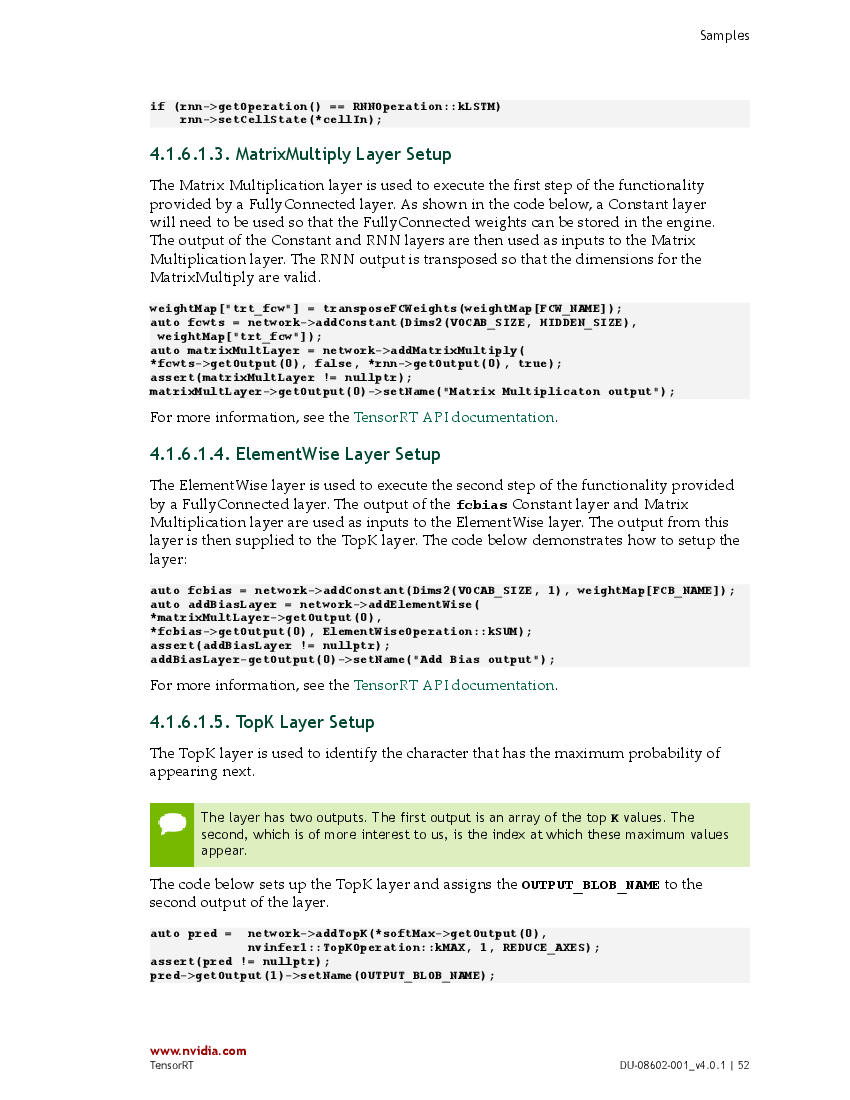 Samples
if (rnn->getOperation() == RNNOperation::kLSTM)
    rnn->setCellState(*cellIn);
4.1.6.1.3. MatrixMultiply Layer Setup
The Matrix Multiplication layer is used to execute the first step of the functionality
provided by a FullyConnected layer. As shown in the code below, a Constant layer
will need to be used so that the FullyConnected weights can be stored in the engine.
The output of the Constant and RNN layers are then used as inputs to the Matrix
Multiplication layer. The RNN output is transposed so that the dimensions for the
MatrixMultiply are valid.
weightMap["trt_fcw"] = transposeFCWeights(weightMap[FCW_NAME]);
auto fcwts = network->addConstant(Dims2(VOCAB_SIZE, HIDDEN_SIZE),
 weightMap["trt_fcw"]);
auto matrixMultLayer = network->addMatrixMultiply(
*fcwts->getOutput(0), false, *rnn->getOutput(0), true);
assert(matrixMultLayer != nullptr);
matrixMultLayer->getOutput(0)->setName("Matrix Multiplicaton output");
For more information, see the TensorRT API documentation.
4.1.6.1.4. ElementWise Layer Setup
The ElementWise layer is used to execute the second step of the functionality provided
by a FullyConnected layer. The output of the fcbias Constant layer and Matrix
Multiplication layer are used as inputs to the ElementWise layer. The output from this
layer is then supplied to the TopK layer. The code below demonstrates how to setup the
layer:
auto fcbias = network->addConstant(Dims2(VOCAB_SIZE, 1), weightMap[FCB_NAME]);
auto addBiasLayer = network->addElementWise(
*matrixMultLayer->getOutput(0),
*fcbias->getOutput(0), ElementWiseOperation::kSUM);
assert(addBiasLayer != nullptr);
addBiasLayer-getOutput(0)->setName("Add Bias output");
For more information, see the TensorRT API documentation.
4.1.6.1.5. TopK Layer Setup
The TopK layer is used to identify the character that has the maximum probability of
appearing next.
The layer has two outputs. The first output is an array of the top K values. The
second, which is of more interest to us, is the index at which these maximum values
appear.
The code below sets up the TopK layer and assigns the OUTPUT_BLOB_NAME to the
second output of the layer.
auto pred =  network->addTopK(*softMax->getOutput(0),
             nvinfer1::TopKOperation::kMAX, 1, REDUCE_AXES);
assert(pred != nullptr);
pred->getOutput(1)->setName(OUTPUT_BLOB_NAME);
www.nvidia.com
TensorRT DU-08602-001_v4.0.1 | 52